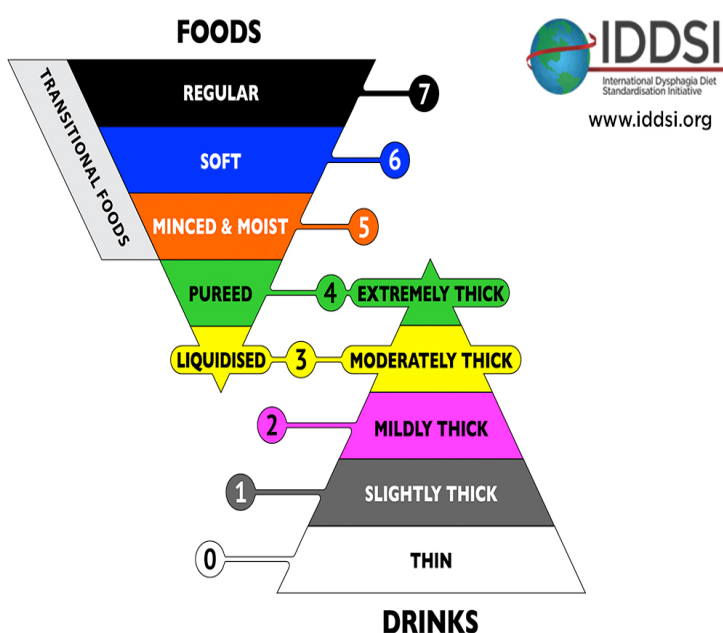 FOODS
IDDSI
International Dysphagia Diet
Standardisation Initiative
www.iddsi.org
TRANSITIONAL FOODS
REGULAR
7
SOFT
6
MINCED & MOIST
5
PUREED
4
EXTREMELY THICK
LIQUIDISED
3
MODERATELY THICK
2
MILDLY THICK
1
SLIGHTLY THICK
0
THIN
DRINKS